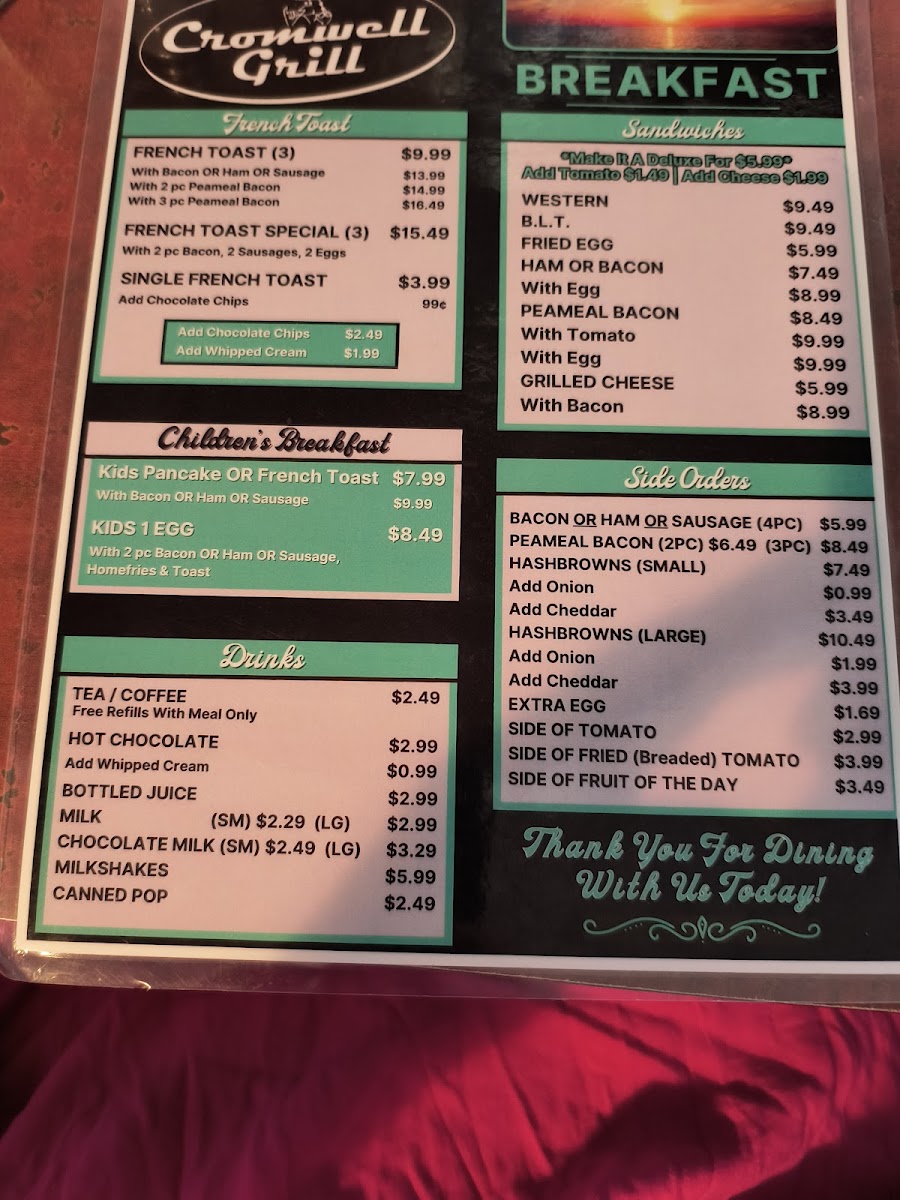 Cromwell
Grill
French Toast
FRENCH TOAST (3) $9.99
With Bacon OR Ham OR Sausage $13.99
With 2 pc Peameal Bacon $14.99
With 3 pc Peameal Bacon $16.49
FRENCH TOAST SPECIAL (3) $15.49
With 2 pc Bacon, 2 Sausages, 2 Eggs
SINGLE FRENCH TOAST $3.99
Add Chocolate Chips 99¢
Add Chocolate Chips $2.49
Add Whipped Cream $1.99
Children's Breakfast
Kids Pancake OR French Toast $7.99
With Bacon OR Ham OR Sausage $9.99
KIDS 1 EGG $8.49
With 2 pc Bacon OR Ham OR Sausage,
Homefries & Toast
Drinks
TEA / COFFEE $2.49
Free Refills With Meal Only
HOT CHOCOLATE $2.99
Add Whipped Cream $0.99
BOTTLED JUICE $2.99
MILK (SM) $2.29 (LG) $2.99
CHOCOLATE MILK (SM) $2.49 (LG) $3.29
MILKSHAKES $5.99
CANNED POP $2.49
BREAKFAST
Sandwiches
*Make It A Deluxe For $5.99*
Add Tomato $1.49 | Add Cheese $1.99
WESTERN $9.49
B.L.T. $9.49
FRIED EGG $5.99
HAM OR BACON $7.49
With Egg $8.99
PEAMEAL BACON $8.49
With Tomato $9.99
With Egg $9.99
GRILLED CHEESE $5.99
With Bacon $8.99
Side Orders
BACON OR HAM OR SAUSAGE (4PC) $5.99
PEAMEAL BACON (2PC) $6.49 (3PC) $8.49
HASHBROWNS (SMALL) $7.49
Add Onion $0.99
Add Cheddar $3.49
HASHBROWNS (LARGE) $10.49
Add Onion $1.99
Add Cheddar $3.99
EXTRA EGG $1.69
SIDE OF TOMATO $2.99
SIDE OF FRIED (Breaded) TOMATO $3.99
SIDE OF FRUIT OF THE DAY $3.49
Thank You For Dining
With Us Today!